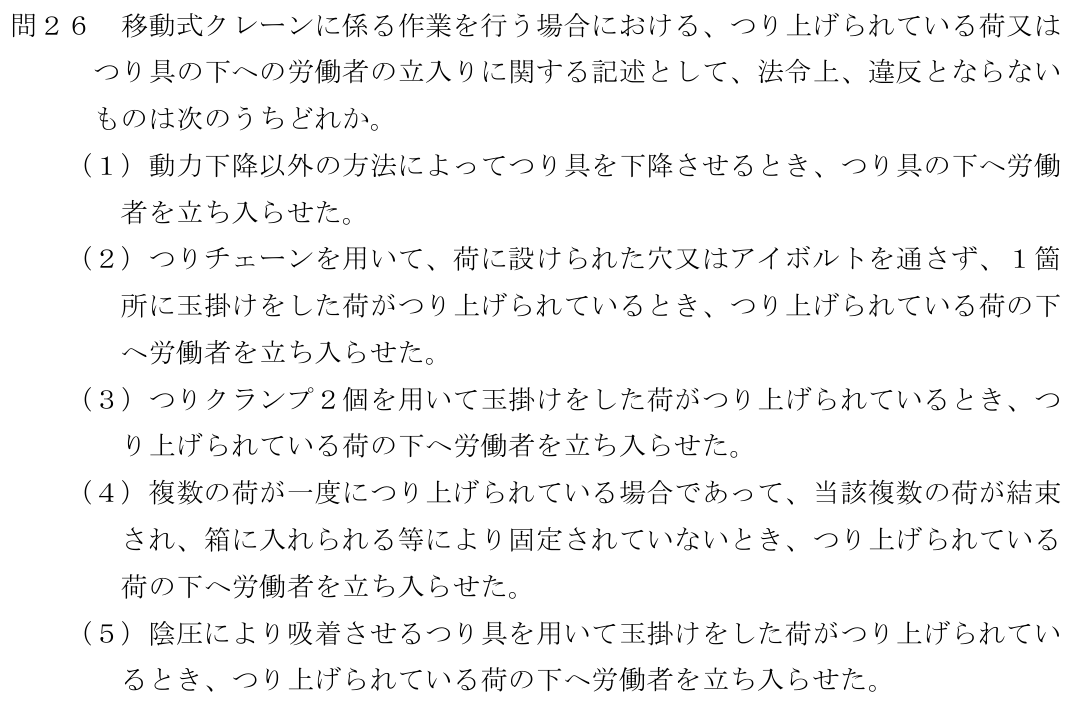 問２６　移動式クレーンに係る作業を行う場合における、つり上げられている荷又は
つり具の下への労働者の立入りに関する記述として、法令上、違反とならない
ものは次のうちどれか。
（１）動力下降以外の方法によってつり具を下降させるとき、つり具の下へ労働
者を立ち入らせた。
（２）つりチェーンを用いて、荷に設けられた穴又はアイボルトを通さず、１箇
所に玉掛けをした荷がつり上げられているとき、つり上げられている荷の下
へ労働者を立ち入らせた。
（３）つりクランプ２個を用いて玉掛けをした荷がつり上げられているとき、つ
り上げられている荷の下へ労働者を立ち入らせた。
（４）複数の荷が一度につり上げられている場合であって、当該複数の荷が結束
され、箱に入れられる等により固定されていないとき、つり上げられている
荷の下へ労働者を立ち入らせた。
（５）陰圧により吸着させるつり具を用いて玉掛けをした荷がつり上げられてい
るとき、つり上げられている荷の下へ労働者を立ち入らせた。